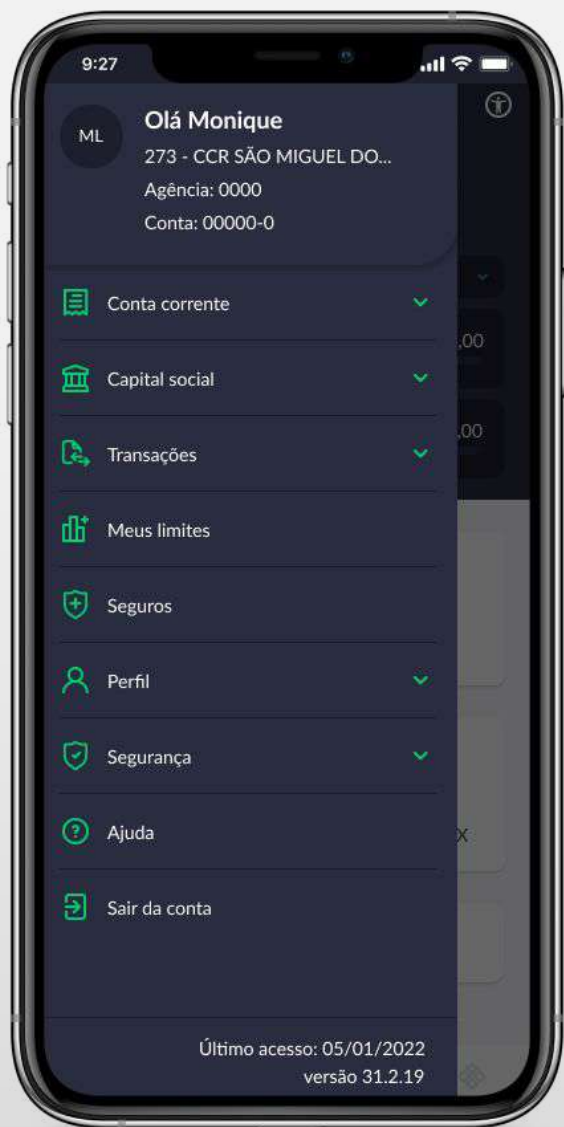 9:27
ML
Olá Monique
273 - CCR SÃO MIGUEL DO...
Agência: 0000
Conta: 00000-0
Conta corrente
,00
Capital social
,00
Transações
Meus limites
Seguros
Perfil
Segurança
Ajuda
X
Sair da conta
Último acesso: 05/01/2022
versão 31.2.19